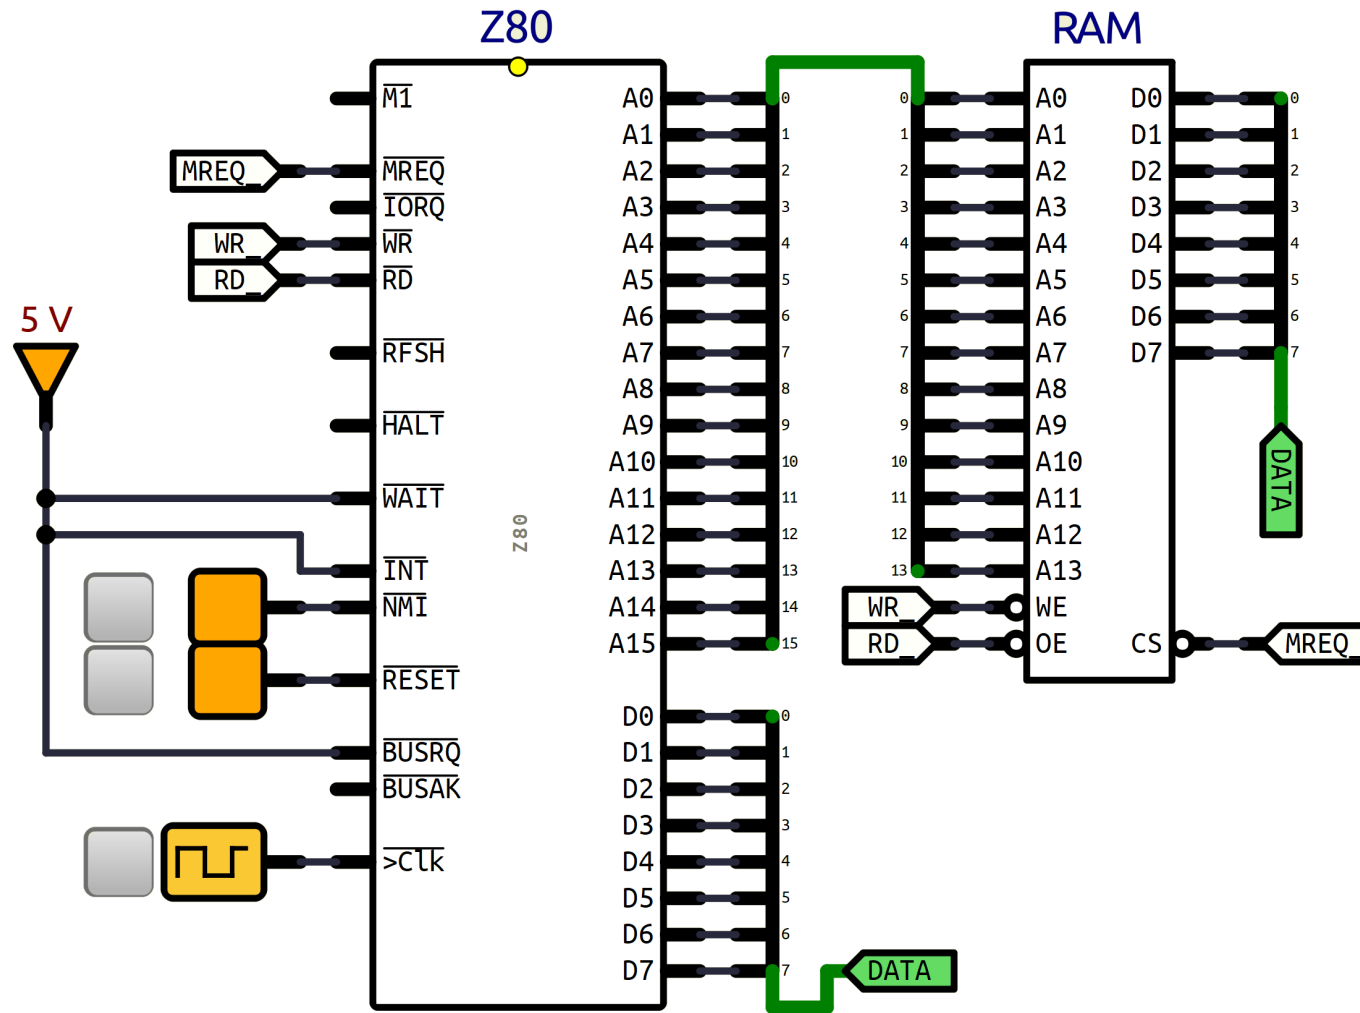 Z80
RAM
M1
MREQ_
MREQ
IORQ
WR_
WR
RD_
RD
5 V
RFSH
HALT
WAIT
INT
NMI
RESET
BUSRQ
BUSAK
>Clk
Z80
A0
A1
A2
A3
A4
A5
A6
A7
A8
A9
A10
A11
A12
A13
A14
A15
0
1
2
3
4
5
6
7
8
9
10
11
12
13
14
15
D0
D1
D2
D3
D4
D5
D6
D7
0
1
2
3
4
5
6
7
DATA
0
1
2
3
4
5
6
7
8
9
10
11
12
13
A0
A1
A2
A3
A4
A5
A6
A7
A8
A9
A10
A11
A12
A13
WR_
WE
RD_
OE
D0
D1
D2
D3
D4
D5
D6
D7
0
1
2
3
4
5
6
7
DATA
CS
MREQ_